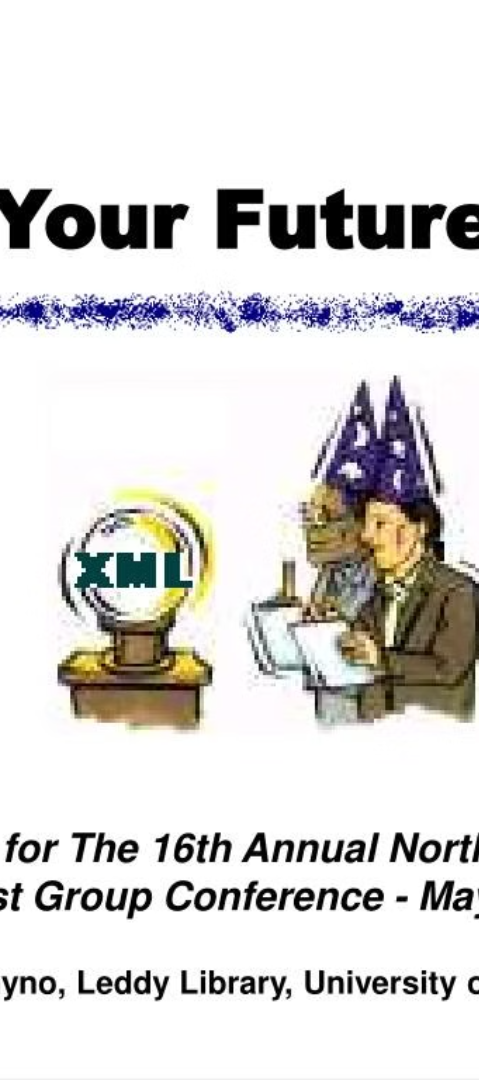 Your Future
XML
for The 16th Annual North
st Group Conference - May
yno, Leddy Library, University o